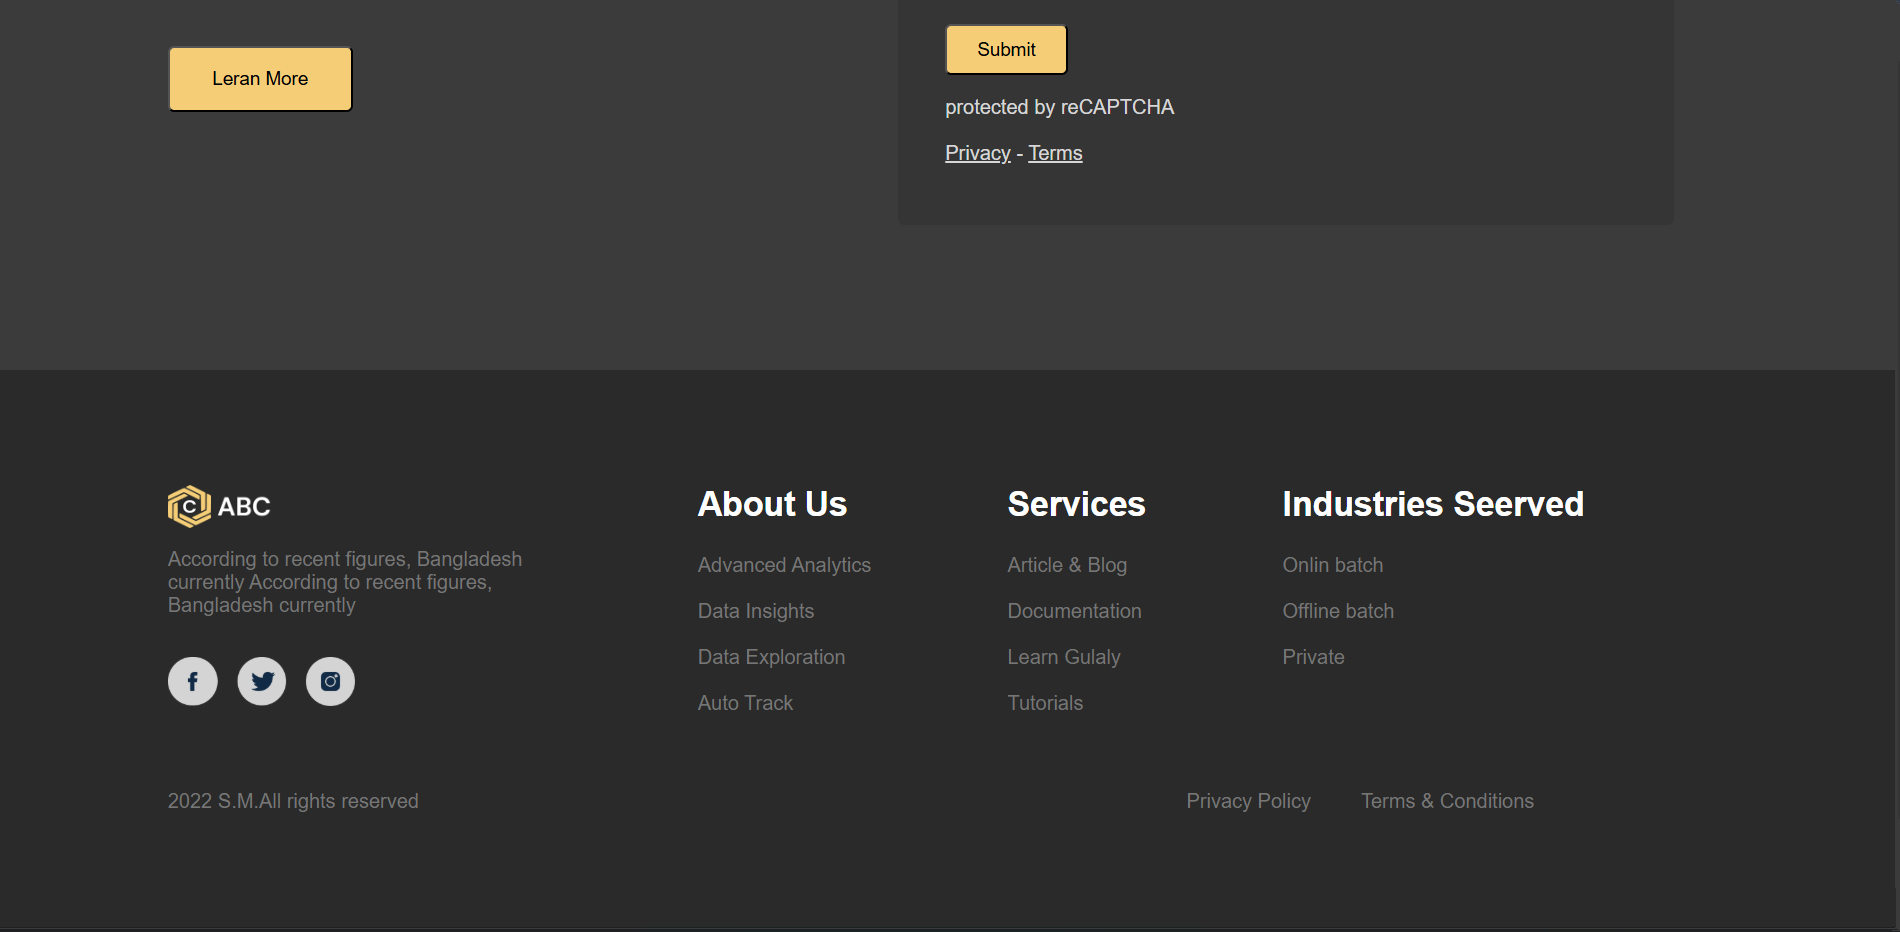 Leran More
Submit
protected by reCAPTCHA
Privacy - Terms
C ABC
According to recent figures, Bangladesh
currently According to recent figures,
Bangladesh currently
About Us
Advanced Analytics
Data Insights
Data Exploration
Auto Track
Services
Article & Blog
Documentation
Learn Gulaly
Tutorials
Industries Seerved
Onlin batch
Offline batch
Private
2022 S.M.All rights reserved
Privacy Policy
Terms & Conditions